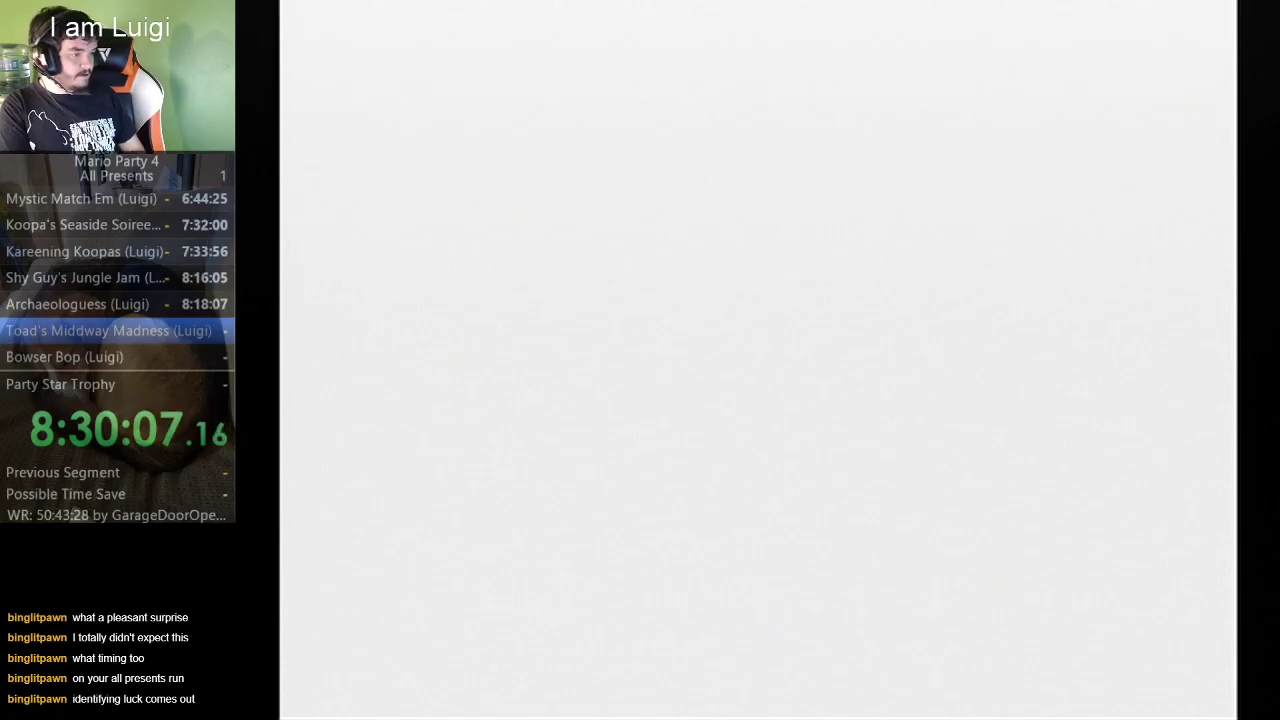 I am Luigi
Mario Party 4
All Presents 1
Mystic Match Em (Luigi) - 6:44:25
Koopa's Seaside Soiree... - 7:32:00
Kareening Koopas (Luigi) - 7:33:56
Shy Guy's Jungle Jam (L... - 8:16:05
Archaeologuess (Luigi) - 8:18:07
Toad's Middway Madness (Luigi) -
Bowser Bop (Luigi) -
Party Star Trophy -
8:30:07.16
Previous Segment -
Possible Time Save -
WR: 50:43:28 by GarageDoorOpe...
binglitpawn what a pleasant surprise
binglitpawn I totally didn't expect this
binglitpawn what timing too
binglitpawn on your all presents run
binglitpawn identifying luck comes out